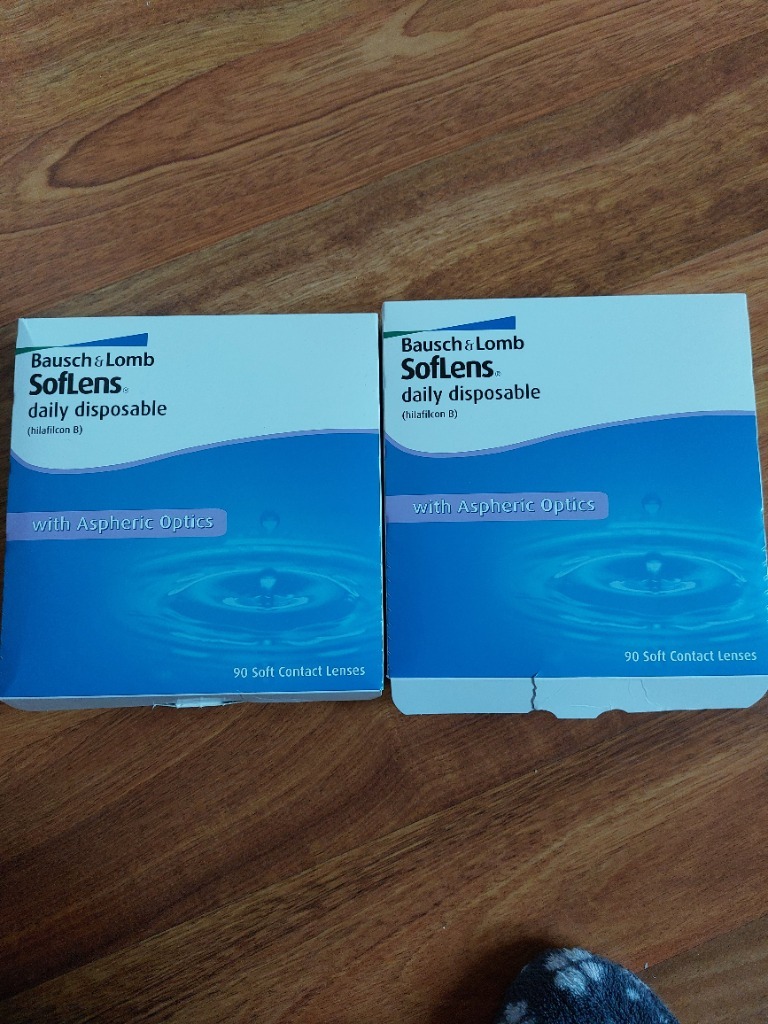 Bausch & Lomb
SofLens®
daily disposable
(hilafilcon B)
with Aspheric Optics
90 Soft Contact Lenses
Bausch & Lomb
SofLens®
daily disposable
(hilafilcon B)
with Aspheric Optics
90 Soft Contact Lenses